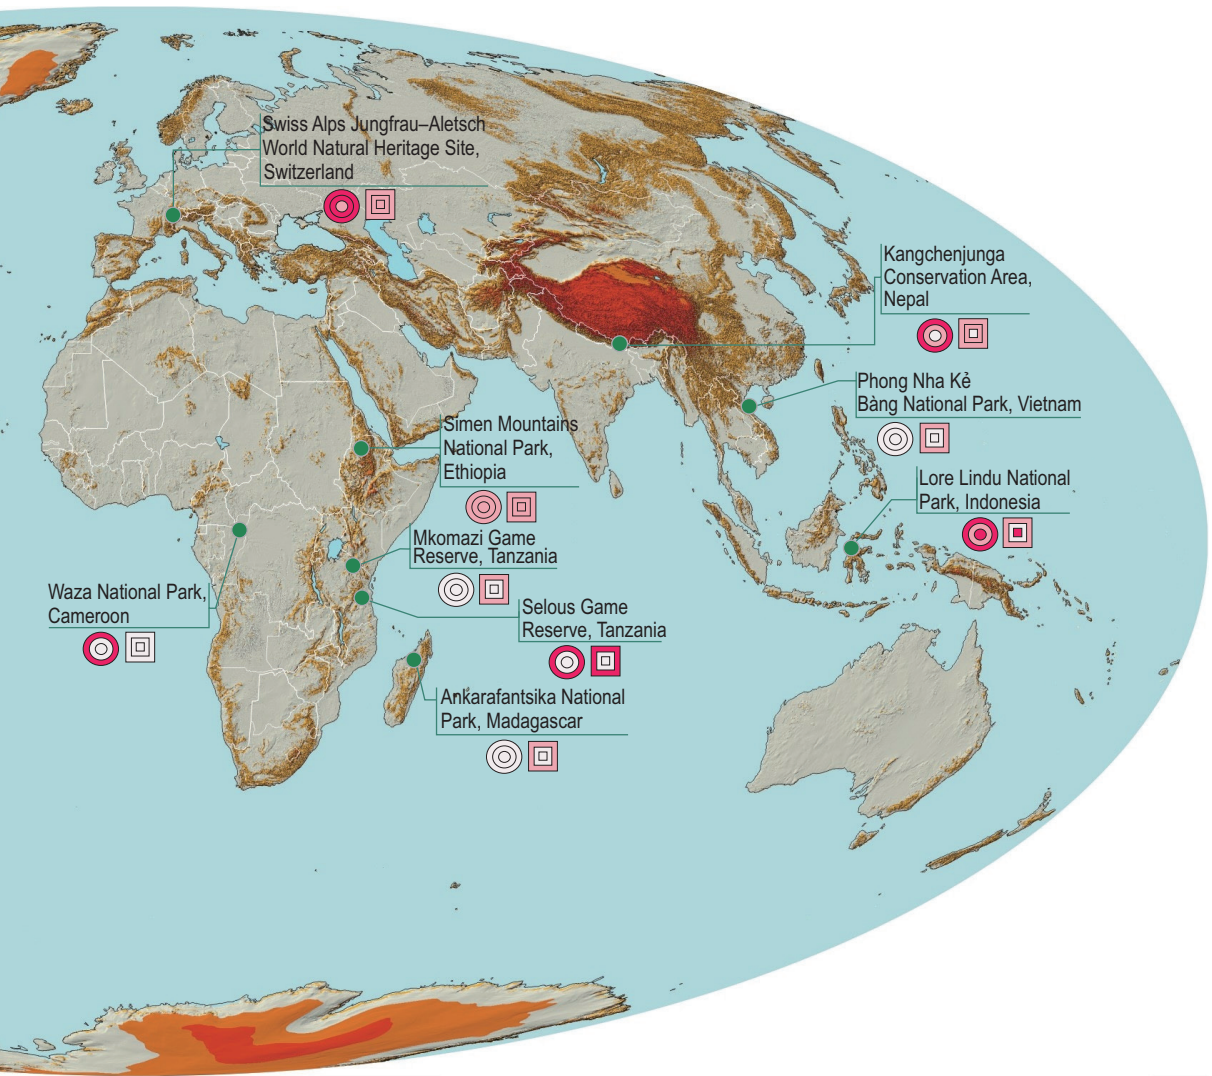 Swiss Alps Jungfrau–Aletsch
World Natural Heritage Site,
Switzerland
Kangchenjunga
Conservation Area,
Nepal
Phong Nha Kẻ
Bàng National Park, Vietnam
Simen Mountains
National Park,
Ethiopia
Lore Lindu National
Park, Indonesia
Mkomazi Game
Reserve, Tanzania
Waza National Park,
Cameroon
Selous Game
Reserve, Tanzania
Ankarafantsika National
Park, Madagascar